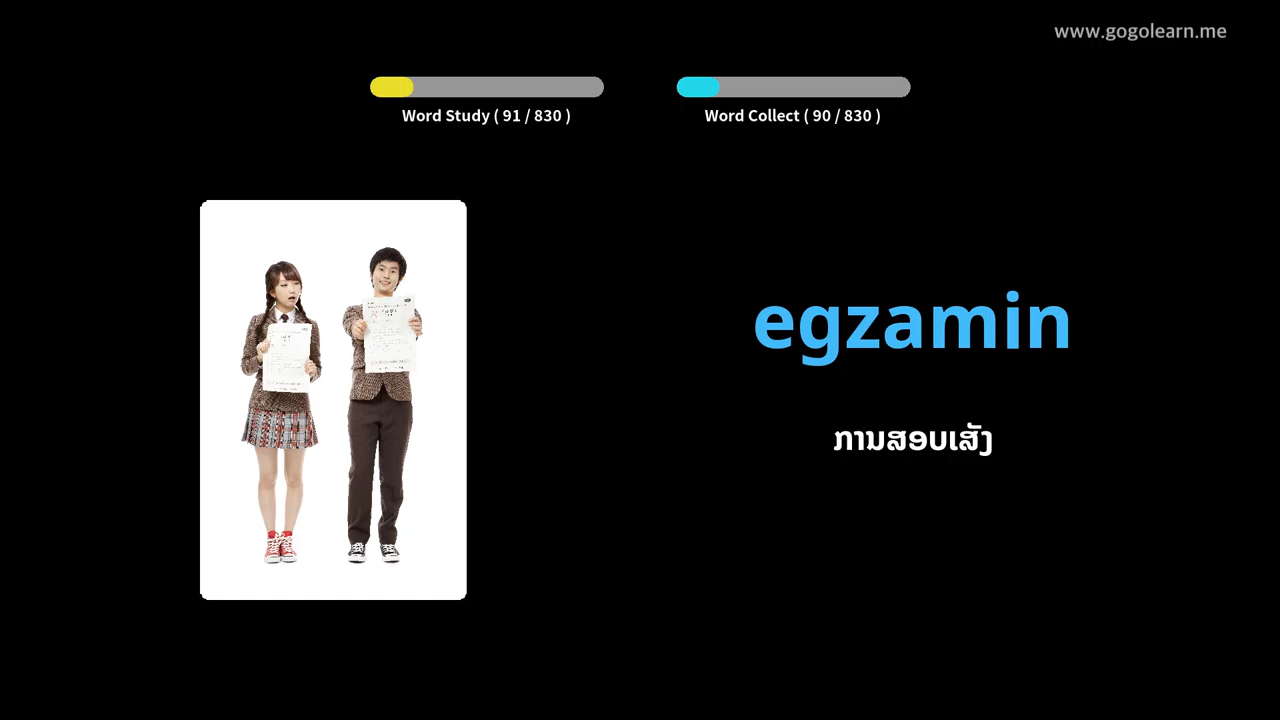 www.gogolearn.me
Word Study ( 91 / 830 )
Word Collect ( 90 / 830 )
egzamin
ການສອບເສັງ